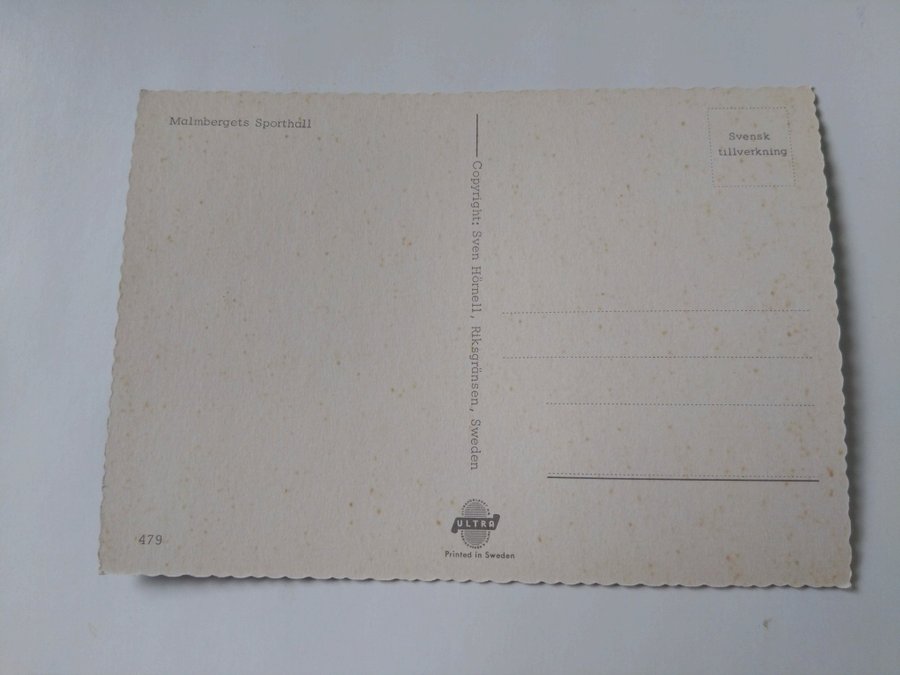 Malmbergets Sporthall
Svensk
tillverkning
Copyright: Sven Hörnell, Riksgränsen, Sweden
479
ULTRA
Printed in Sweden